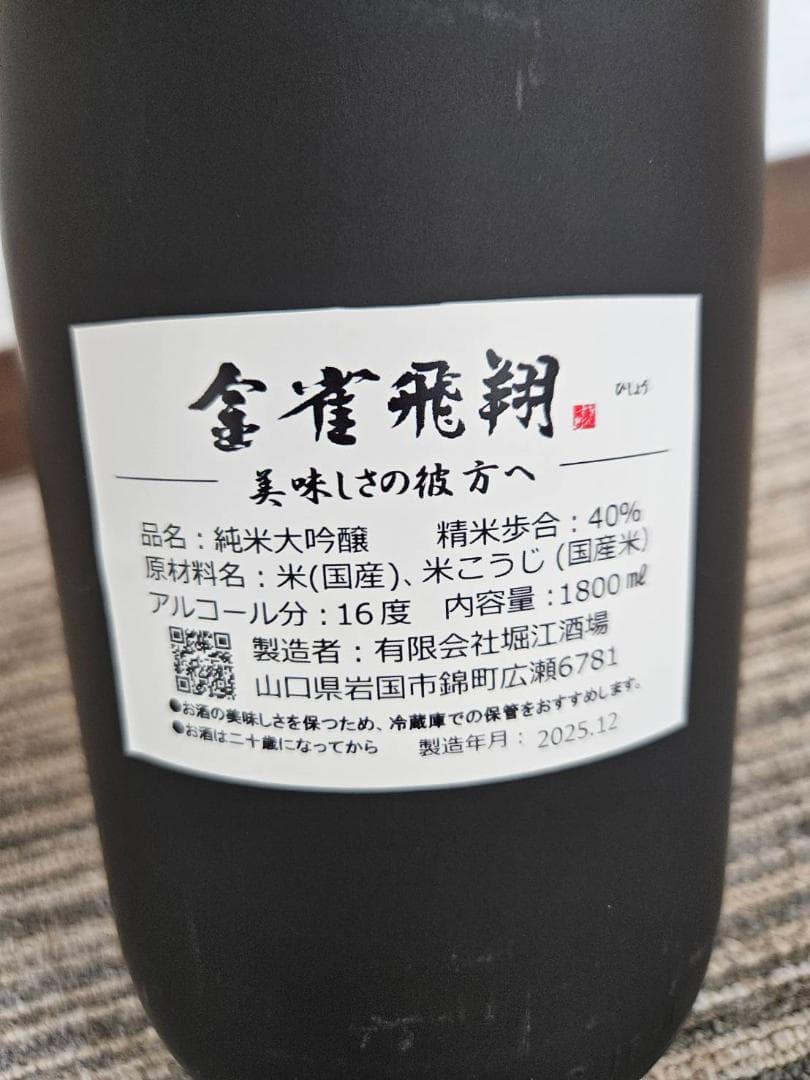 金雀飛翔
ひしょう
美味しさの彼方へ
品名：純米大吟醸　精米歩合：40%
原材料名：米(国産)、米こうじ（国産米）
アルコール分：16度　内容量：1800㎖
製造者：有限会社堀江酒場
山口県岩国市錦町広瀬6781
●お酒の美味しさを保つため、冷蔵庫での保管をおすすめします。
●お酒は二十歳になってから　製造年月：2025.12